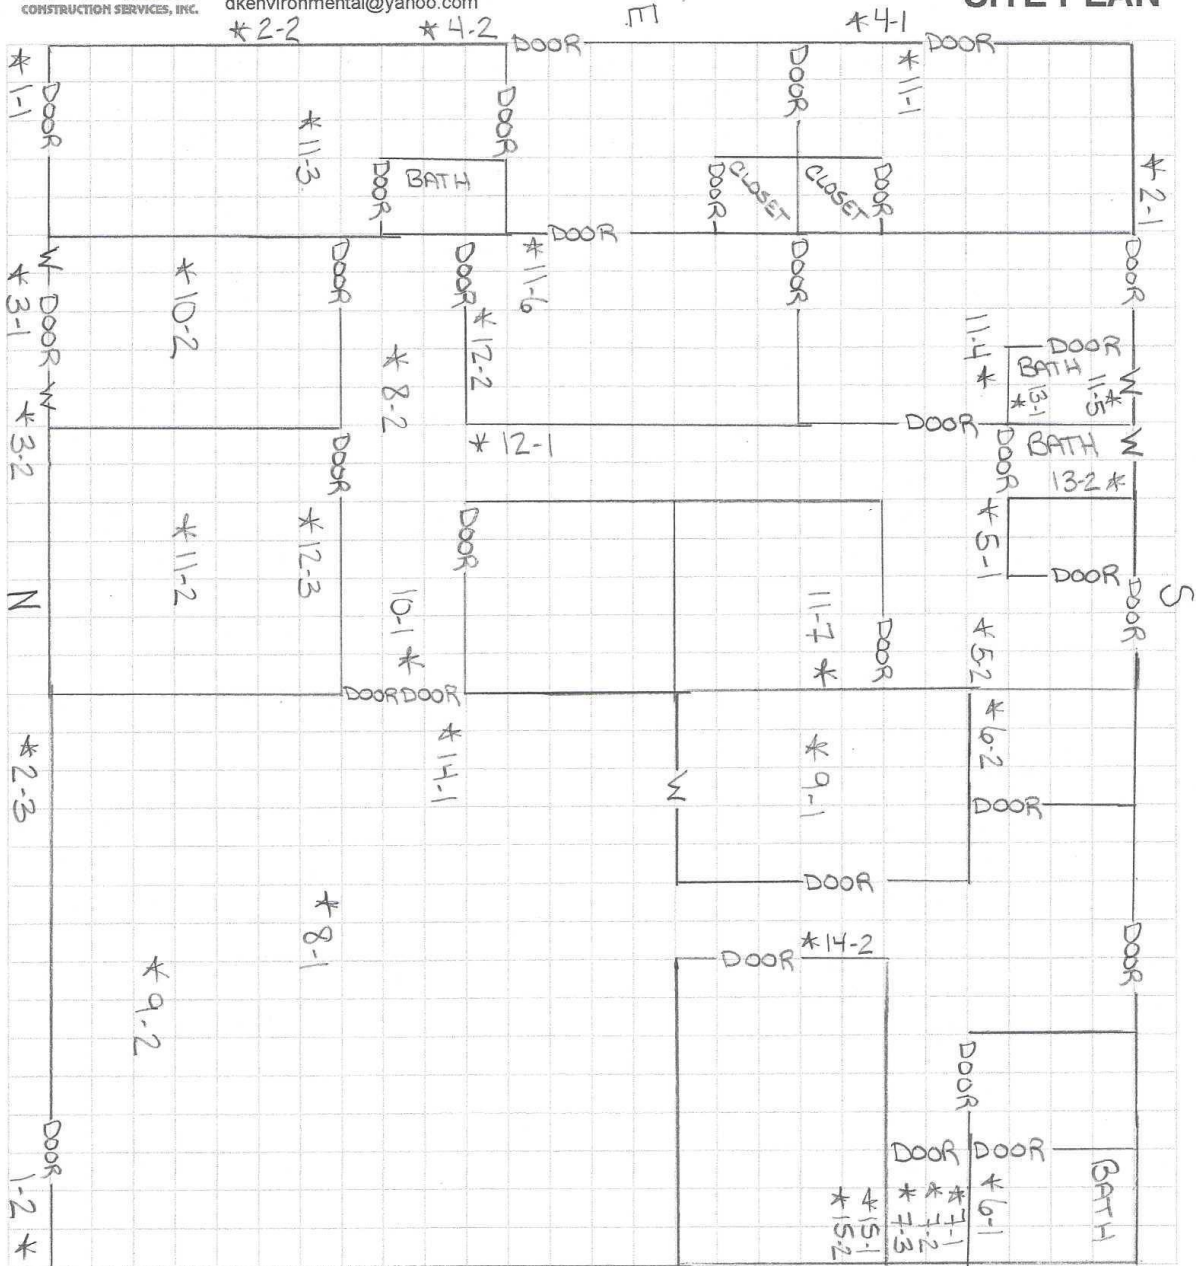 CONSTRUCTION SERVICES, INC.
dkenvironmental@yahoo.com
E
*2-2
*4-2
DOOR
*4-1
DOOR
*1-1
DOOR
*11-3
DOOR
BATH
DOOR
DOOR
*11-1
DOOR
CLOSET
CLOSET
DOOR
*2-1
DOOR
W
DOOR
W
*3-1
*3-2
*10-2
DOOR
DOOR
*11-6
DOOR
DOOR
*12-2
*8-2
*12-1
11-4 *
DOOR
BATH
*13-1
11-5 *
W
DOOR
BATH
W
DOOR
13-2 *
DOOR
*11-2
*12-3
DOOR
10-1 *
11-7 *
DOOR
*5-1
DOOR
DOOR
S
N
*5-2
DOOR DOOR
*2-3
*14-1
W
*9-1
*6-2
DOOR
DOOR
*8-1
*9-2
*14-2
DOOR
DOOR
DOOR
DOOR
DOOR
BATH
*6-1
*7-1
*7-2
*7-3
*15-1
*15-2
DOOR
1-2 *